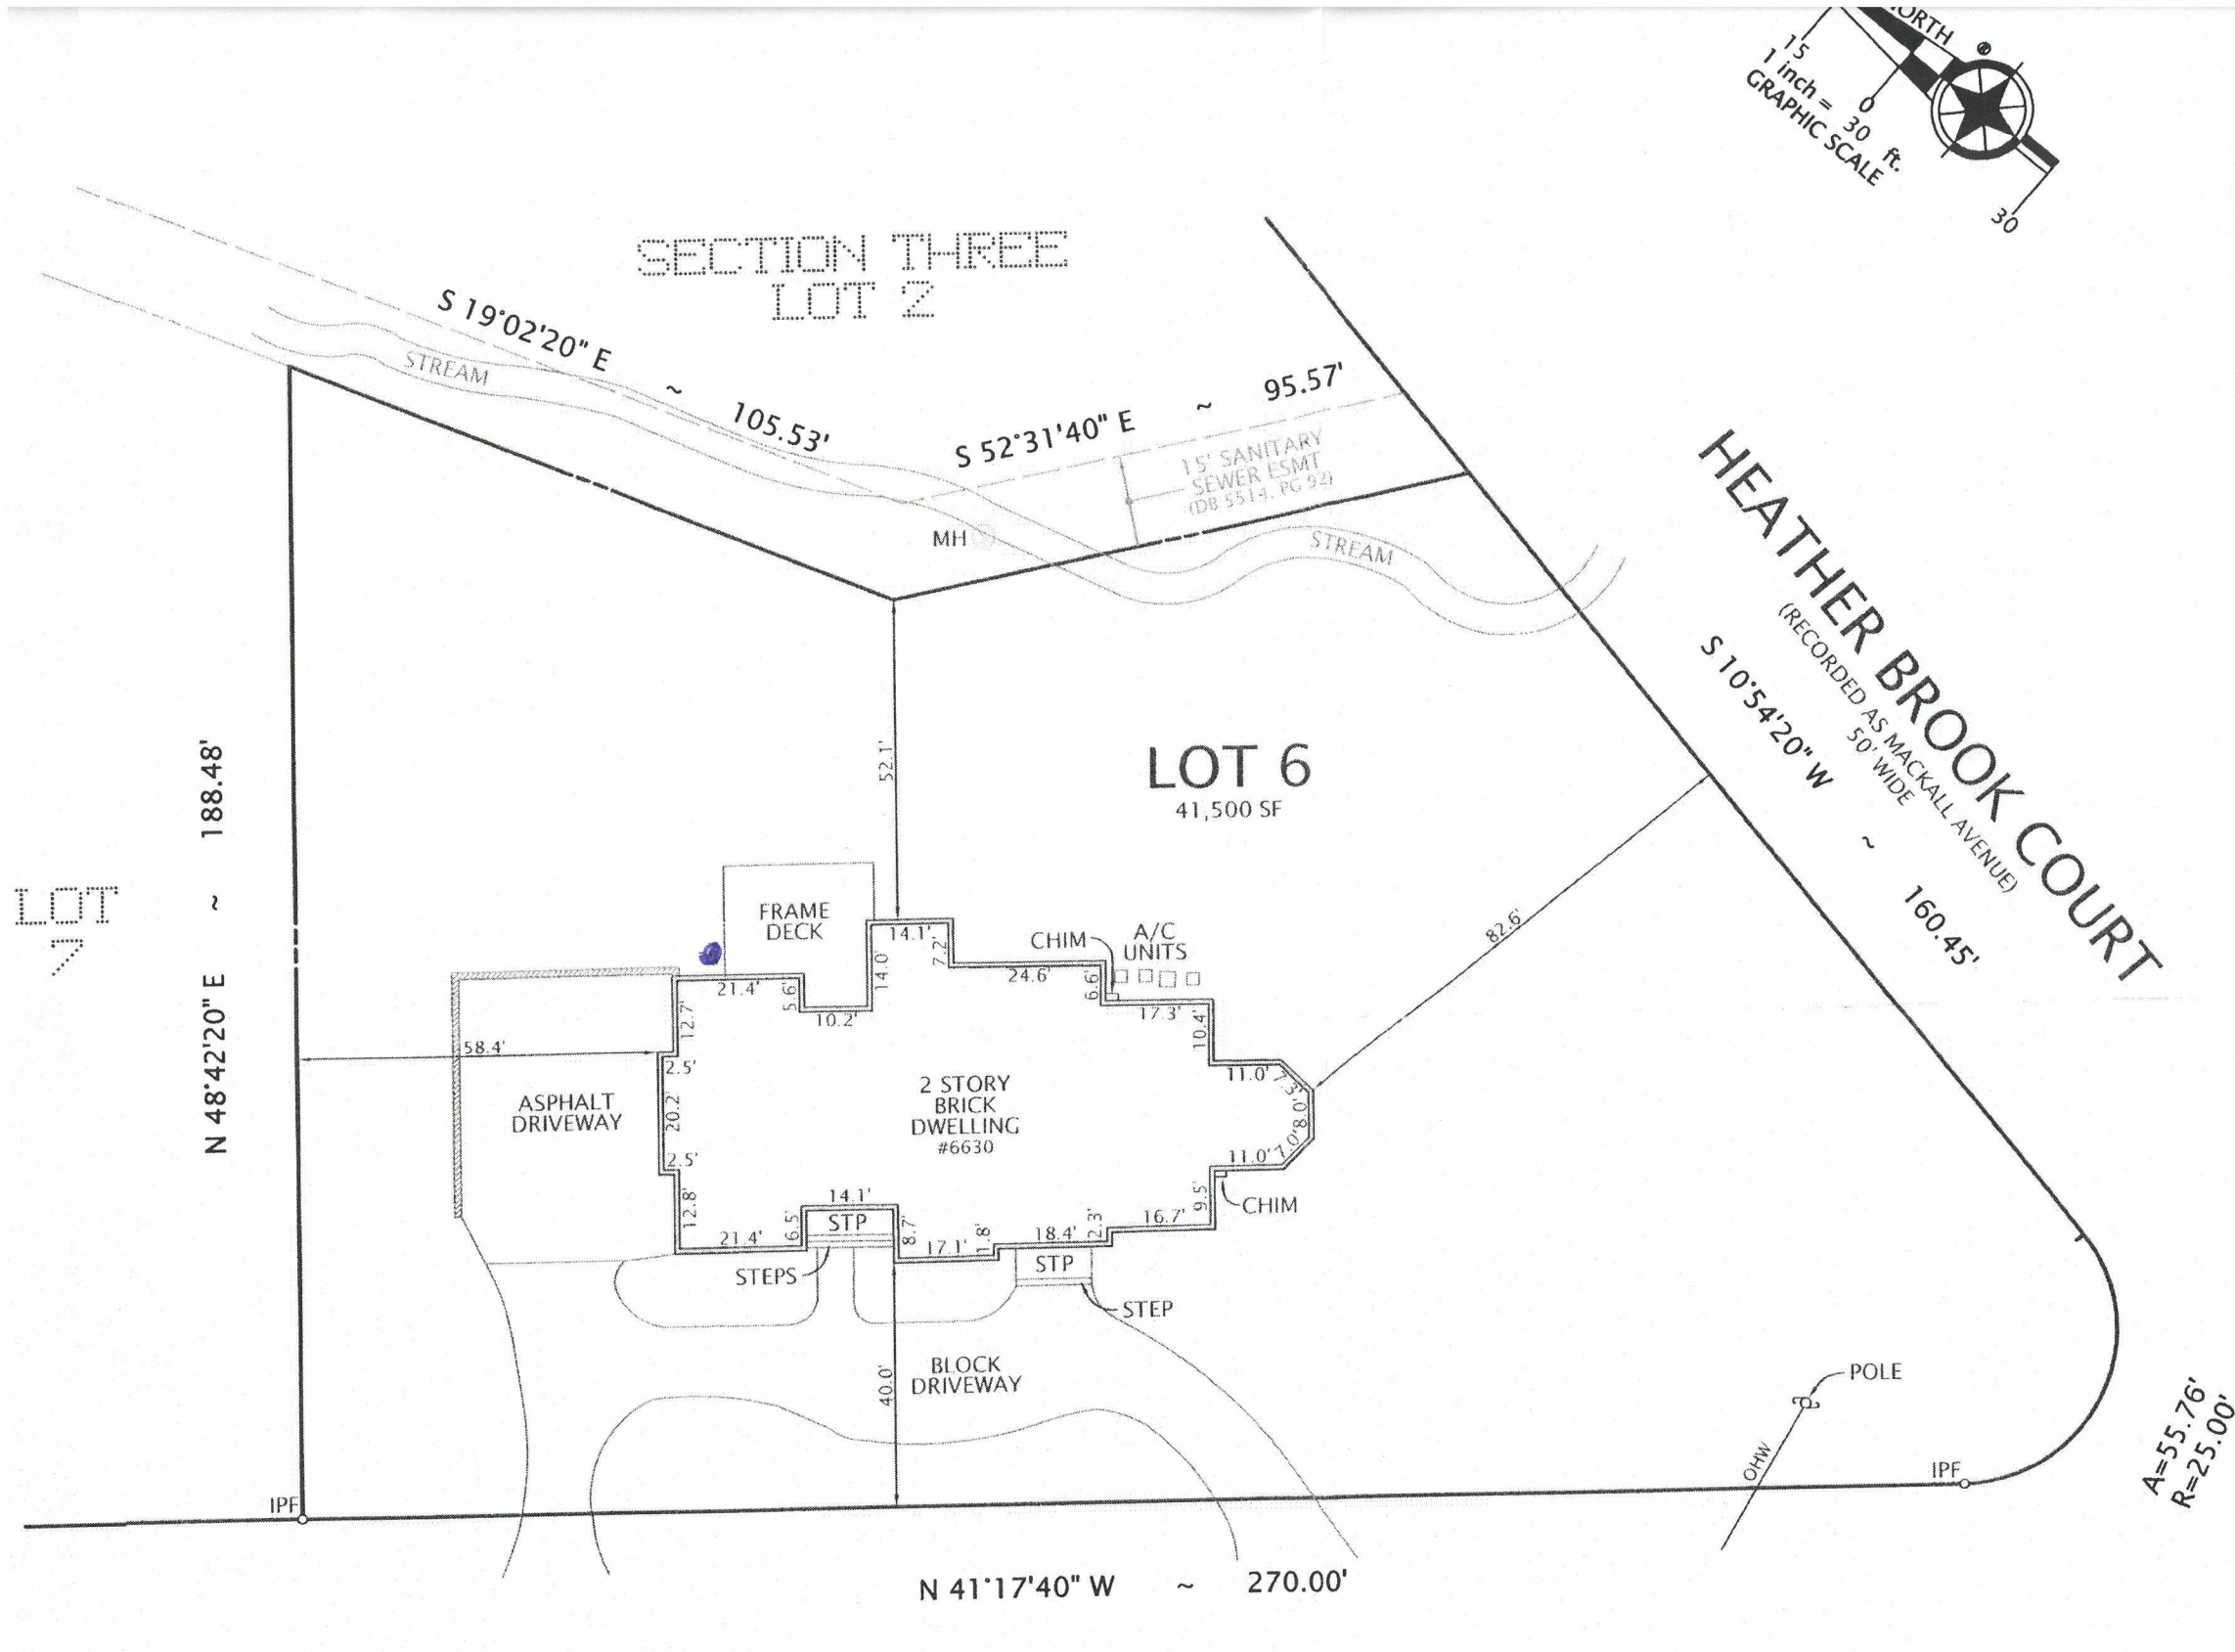 NORTH
15
0
30
1 inch = 30 ft.
GRAPHIC SCALE
SECTION THREE
LOT 2
S 19°02'20" E ~ 105.53'
STREAM
S 52°31'40" E ~ 95.57'
15' SANITARY
SEWER ESMT
(DB 5514, PG 92)
MH
STREAM
HEATHER BROOK COURT
(RECORDED AS MACKALL AVENUE)
50' WIDE
S 10°54'20" W ~ 160.45'
LOT 6
41,500 SF
52.1'
82.6'
N 48°42'20" E ~ 188.48'
LOT
7
FRAME
DECK
14.1'
7.2'
14.0'
CHIM
A/C
UNITS
24.6'
6.6'
17.3'
10.4'
21.4'
5.6'
10.2'
12.7'
58.4'
2.5'
20.2'
2.5'
12.8'
ASPHALT
DRIVEWAY
2 STORY
BRICK
DWELLING
#6630
11.0'
7.3'
8.0'
7.0'
11.0'
9.5'
CHIM
14.1'
STP
6.5'
8.7'
21.4'
17.1'
1.8'
18.4'
2.3'
16.7'
STEPS
STP
STEP
40.0'
BLOCK
DRIVEWAY
POLE
OHW
IPF
IPF
A=55.76'
R=25.00'
N 41°17'40" W ~ 270.00'